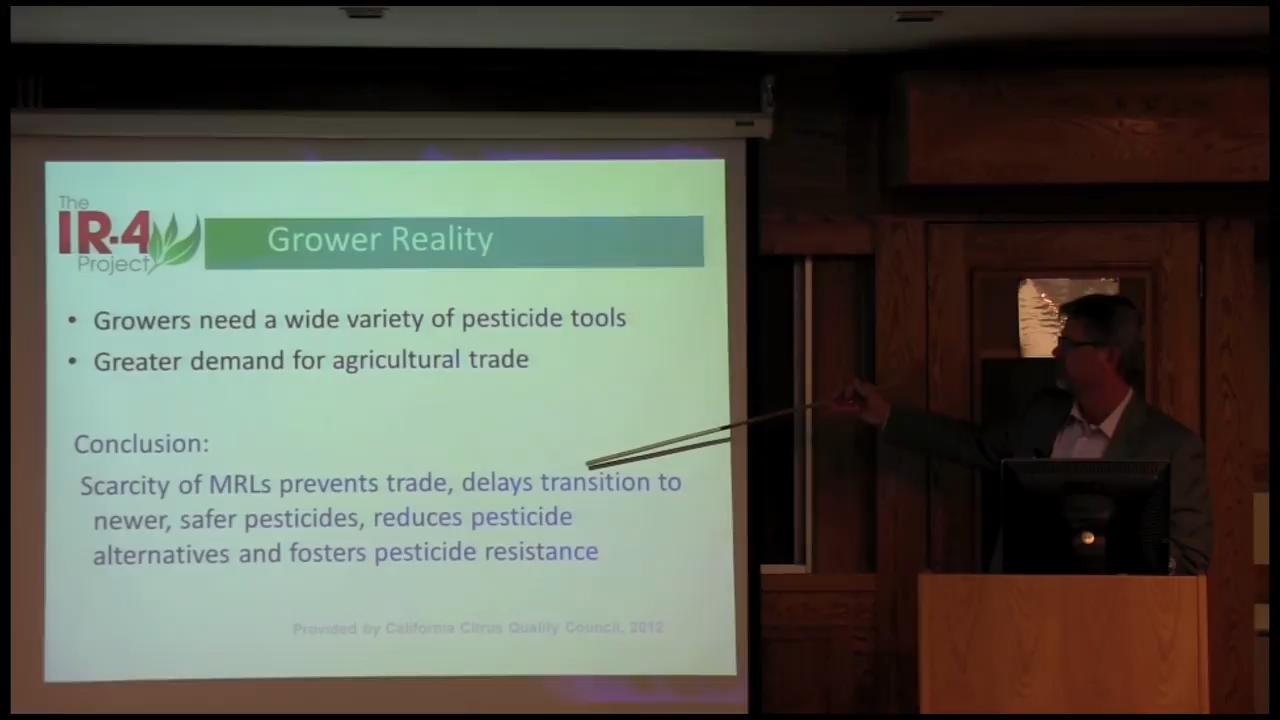 The
IR-4
Project
Grower Reality
• Growers need a wide variety of pesticide tools
• Greater demand for agricultural trade
Conclusion:
Scarcity of MRLs prevents trade, delays transition to
newer, safer pesticides, reduces pesticide
alternatives and fosters pesticide resistance
Provided by California Citrus Quality Council, 2012